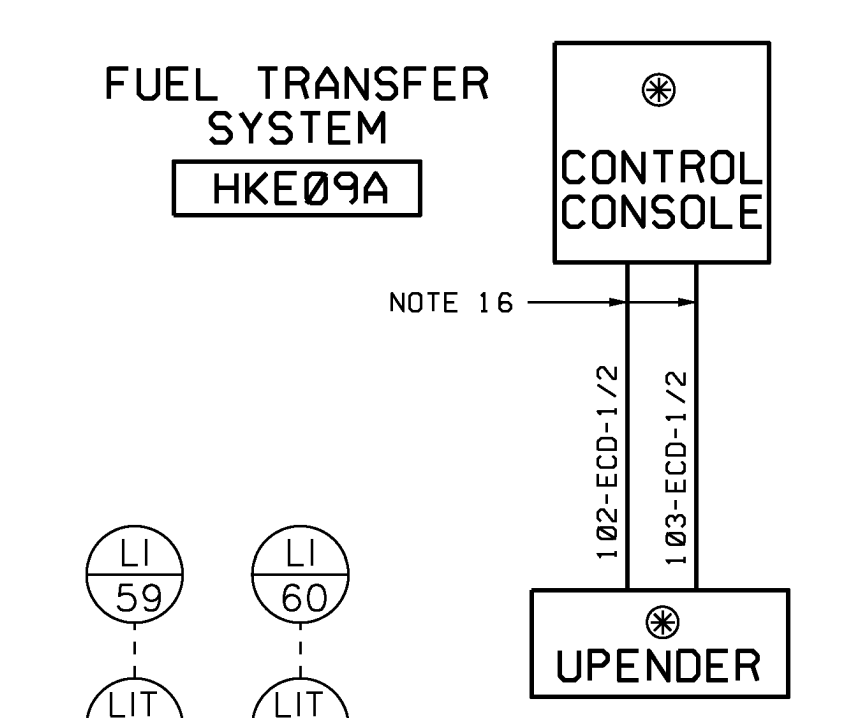 FUEL TRANSFER
SYSTEM
HKE09A
CONTROL
CONSOLE
NOTE 16
102-ECD-1/2
103-ECD-1/2
LI
59
LI
60
UPENDER
LIT
LIT